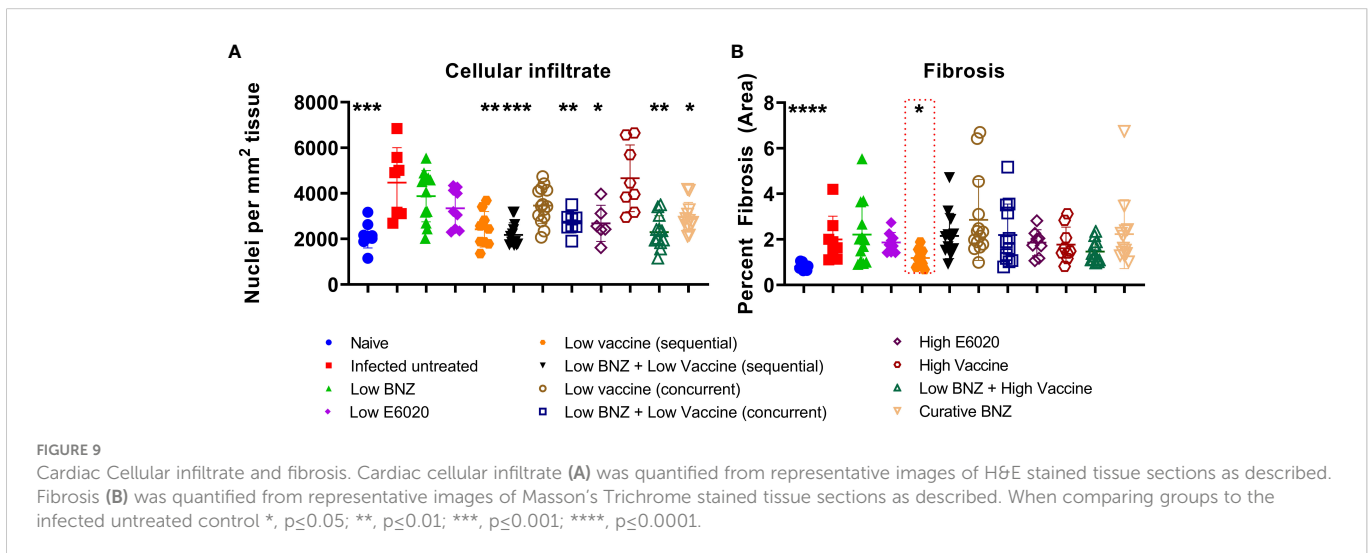 A
B
Cellular infiltrate
Fibrosis
Nuclei per mm² tissue
8000
6000
4000
2000
0
*** ** *** ** * ** *
Percent Fibrosis (Area)
8
6
4
2
0
**** *
Naive
Infected untreated
Low BNZ
Low E6020
Low vaccine (sequential)
Low BNZ + Low Vaccine (sequential)
Low vaccine (concurrent)
Low BNZ + Low Vaccine (concurrent)
High E6020
High Vaccine
Low BNZ + High Vaccine
Curative BNZ
FIGURE 9
Cardiac Cellular infiltrate and fibrosis. Cardiac cellular infiltrate (A) was quantified from representative images of H&E stained tissue sections as described.
Fibrosis (B) was quantified from representative images of Masson's Trichrome stained tissue sections as described. When comparing groups to the
infected untreated control *, p≤0.05; **, p≤0.01; ***, p≤0.001; ****, p≤0.0001.